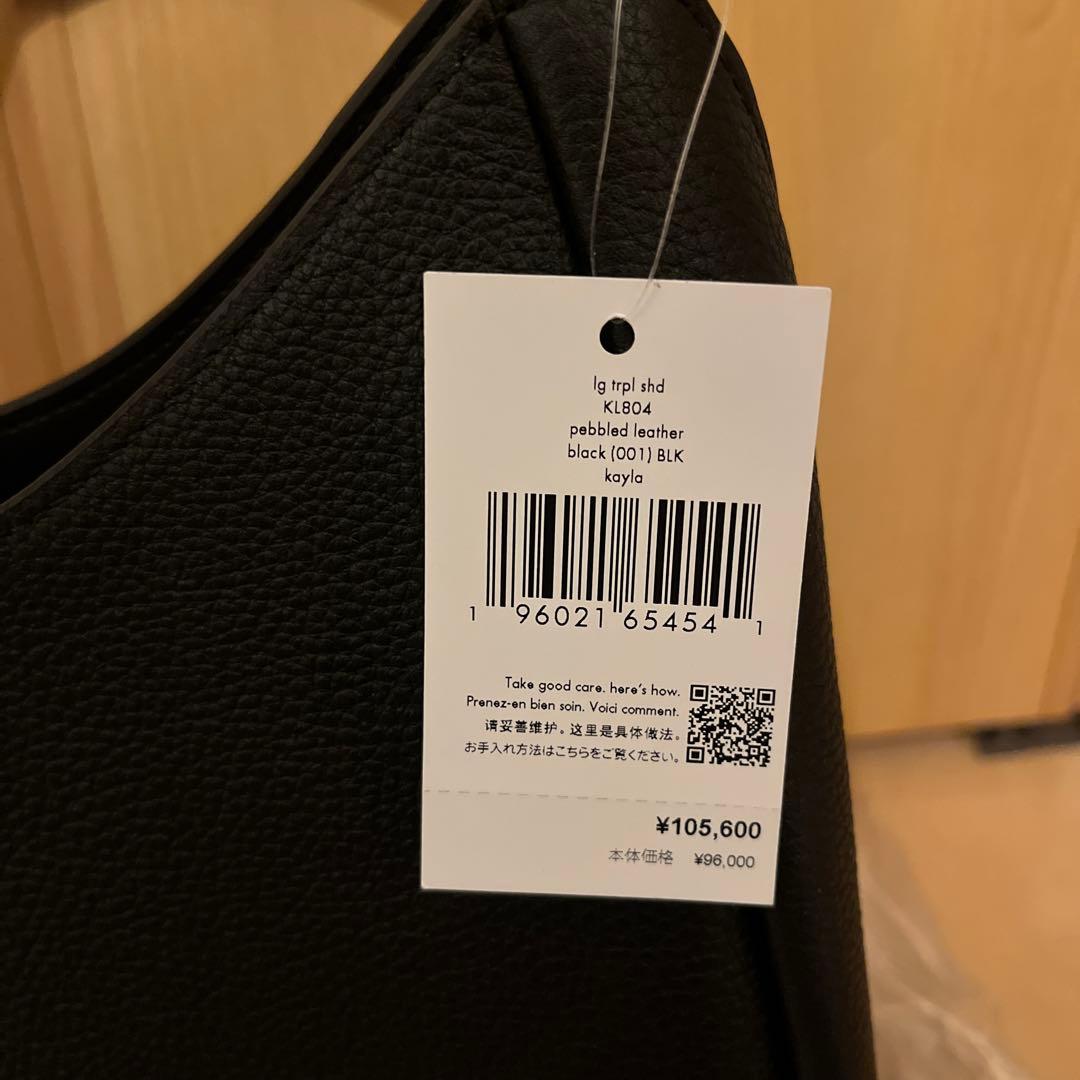 lg trpl shd
KL804
pebbled leather
black (001) BLK
kayla
1 96021 65454 1
Take good care. here's how.
Prenez-en bien soin. Voici comment.
请妥善维护。这里是具体做法。
お手入れ方法はこちらをご覧ください。
¥105,600
本体価格 ¥96,000